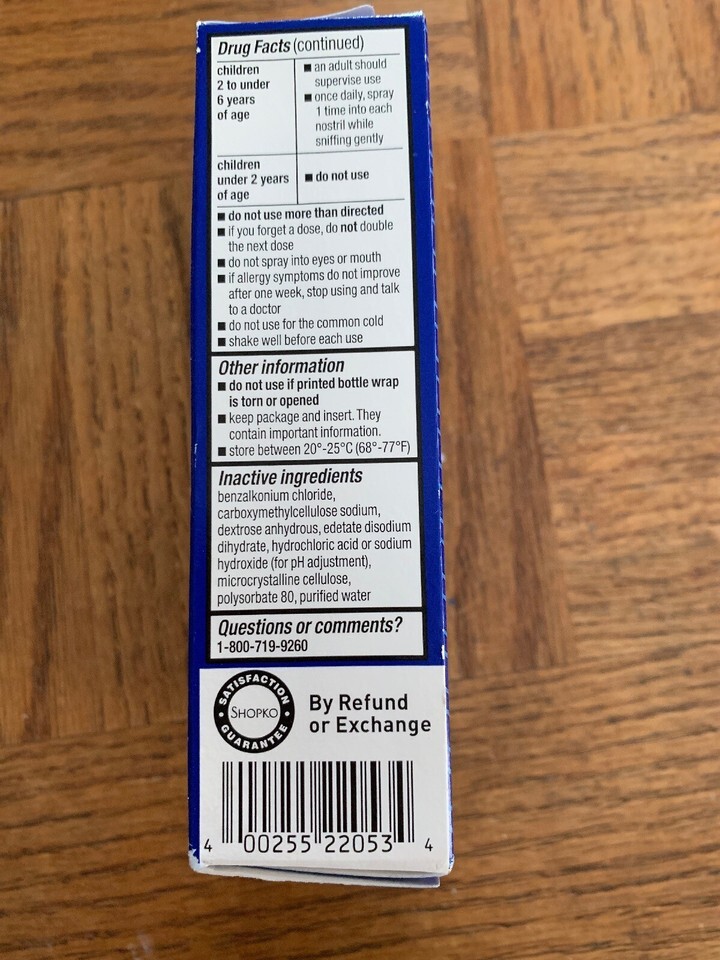 Drug Facts (continued)
children
2 to under
6 years
of age
■ an adult should
supervise use
■ once daily, spray
1 time into each
nostril while
sniffing gently
children
under 2 years
of age
■ do not use
■ do not use more than directed
■ if you forget a dose, do not double
the next dose
■ do not spray into eyes or mouth
■ if allergy symptoms do not improve
after one week, stop using and talk
to a doctor
■ do not use for the common cold
■ shake well before each use
Other information
■ do not use if printed bottle wrap
is torn or opened
■ keep package and insert. They
contain important information.
■ store between 20°-25°C (68°-77°F)
Inactive ingredients
benzalkonium chloride,
carboxymethylcellulose sodium,
dextrose anhydrous, edetate disodium
dihydrate, hydrochloric acid or sodium
hydroxide (for pH adjustment),
microcrystalline cellulose,
polysorbate 80, purified water
Questions or comments?
1-800-719-9260
SATISFACTION
SHOPKO
GUARANTEE
By Refund
or Exchange
4 00255 22053 4